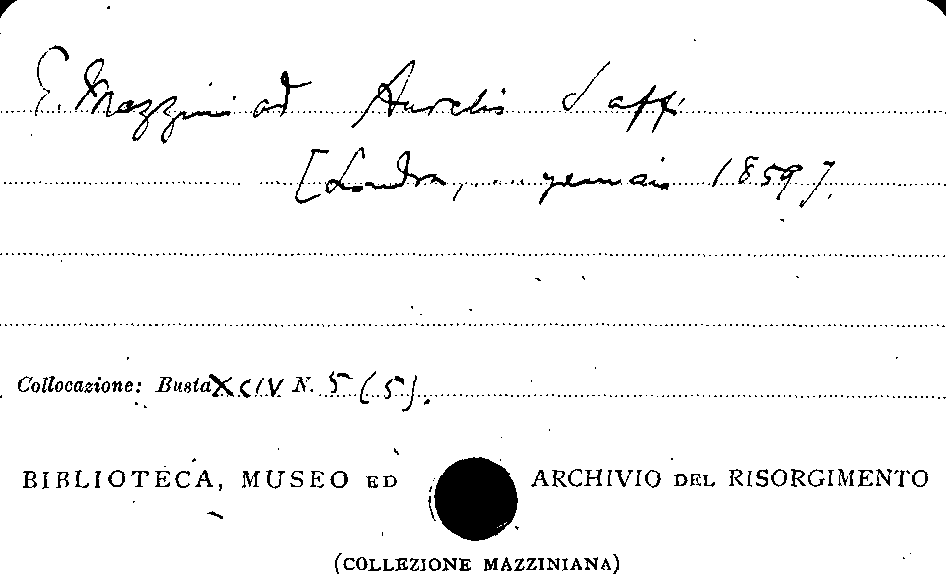 G. Mazzini ad Aurelio Saffi
[Londra, ... gennaio 1859].
Collocazione: Busta XCIV N. 5 (5).
BIBLIOTECA, MUSEO ED ARCHIVIO DEL RISORGIMENTO
(COLLEZIONE MAZZINIANA)